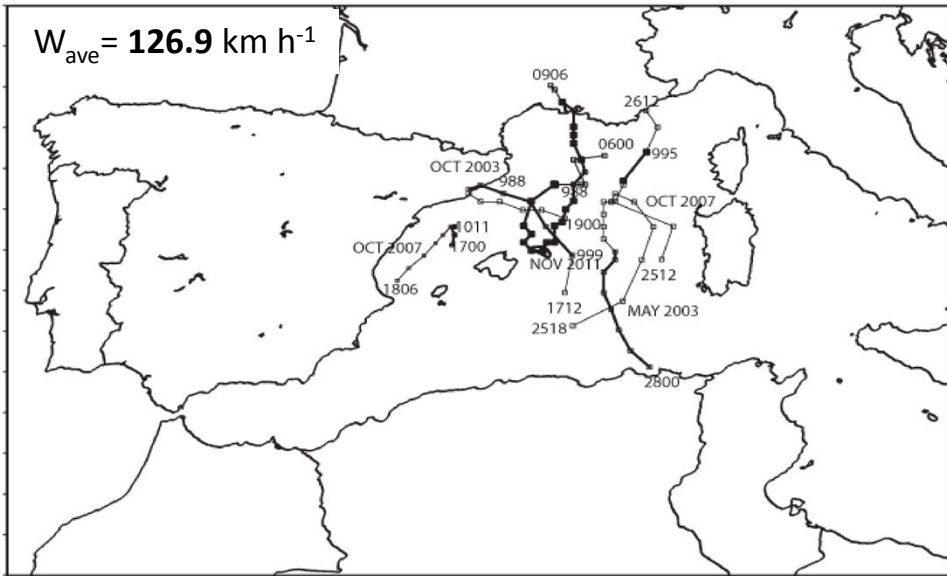 W_ave = 126.9 km h⁻¹
0906
2612
0600
995
OCT 2003
988
988
OCT 2007
1900
1011
1700
OCT 2007
999
NOV 2011
2512
1806
1712
MAY 2003
2518
2800